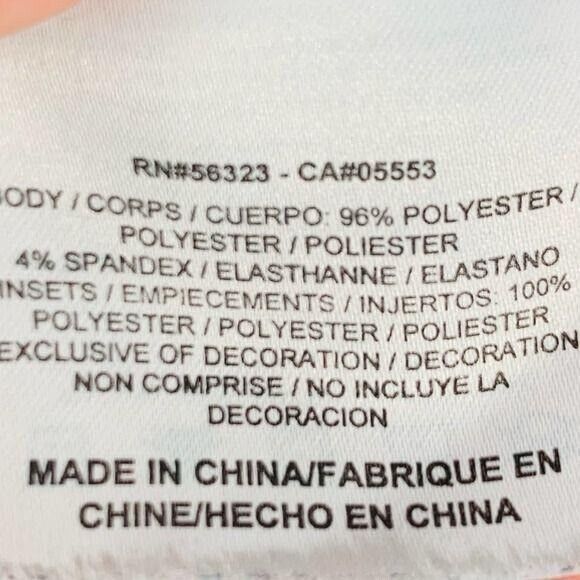 RN#56323 - CA#05553
BODY / CORPS / CUERPO: 96% POLYESTER /
POLYESTER / POLIESTER
4% SPANDEX / ELASTHANNE / ELASTANO
INSETS / EMPIECEMENTS / INJERTOS: 100%
POLYESTER / POLYESTER / POLIESTER
EXCLUSIVE OF DECORATION / DECORATION
NON COMPRISE / NO INCLUYE LA
DECORACION
MADE IN CHINA/FABRIQUE EN
CHINE/HECHO EN CHINA